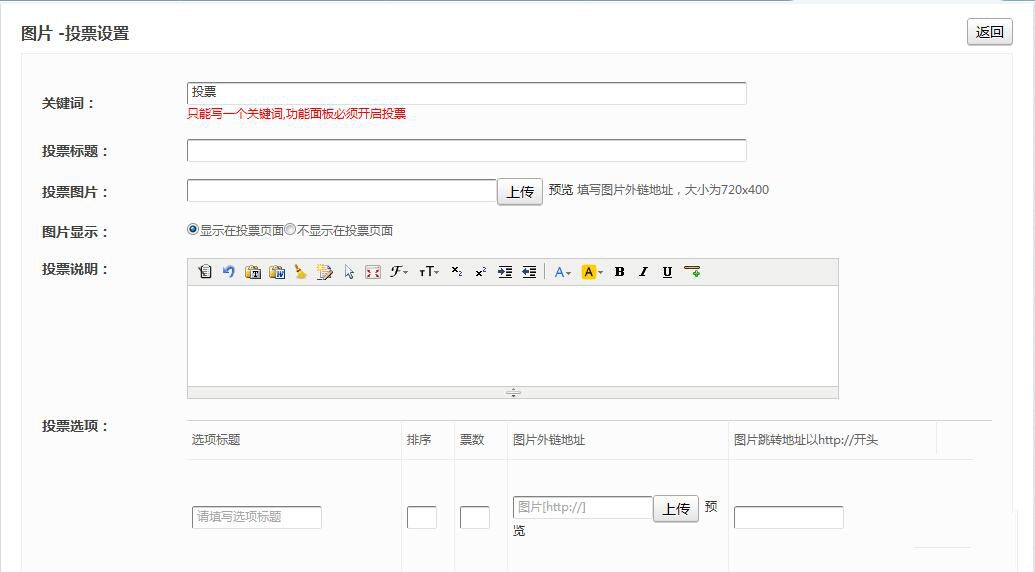 图片 -投票设置
返回
关键词：
投票
只能写一个关键词,功能面板必须开启投票
投票标题：
投票图片：
上传 预览 填写图片外链地址，大小为720x400
图片显示：
显示在投票页面 不显示在投票页面
投票说明：
投票选项：
选项标题 排序 票数 图片外链地址 图片跳转地址以http://开头
请填写选项标题 图片[http://] 上传 预
览